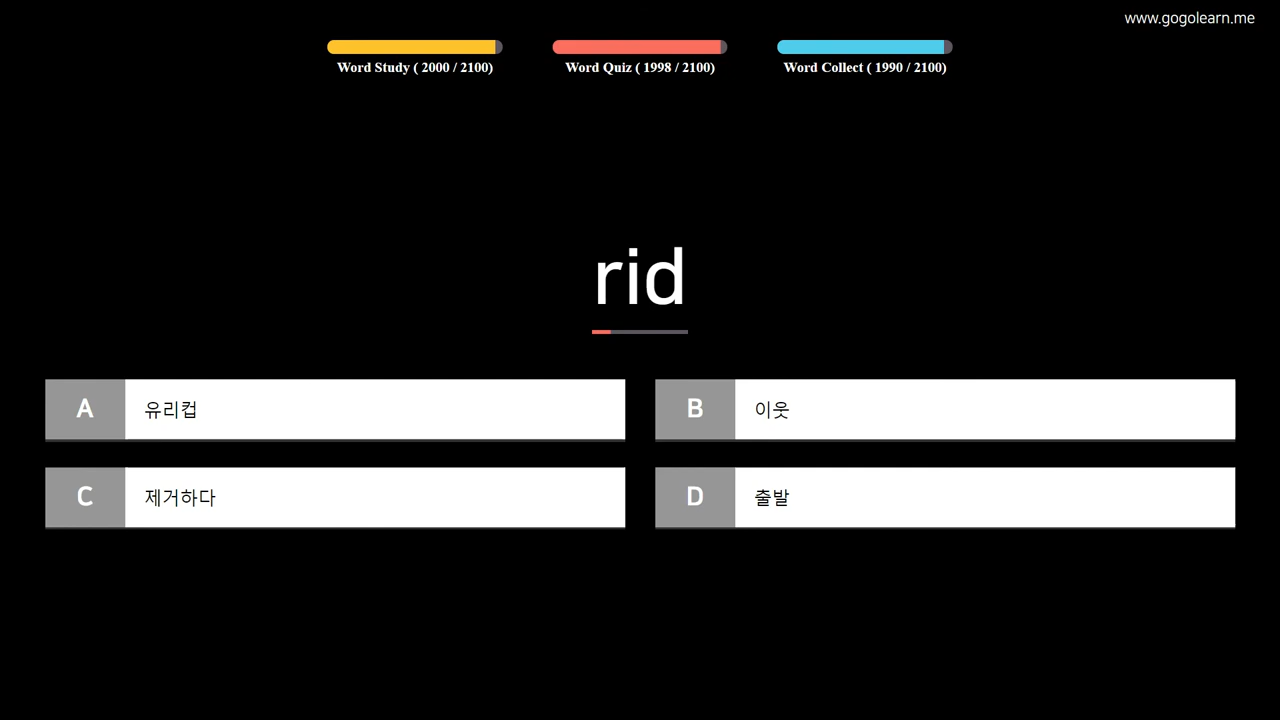 www.gogolearn.me
Word Study ( 2000 / 2100)
Word Quiz ( 1998 / 2100)
Word Collect ( 1990 / 2100)
rid
A 유리컵
B 이웃
C 제거하다
D 출발